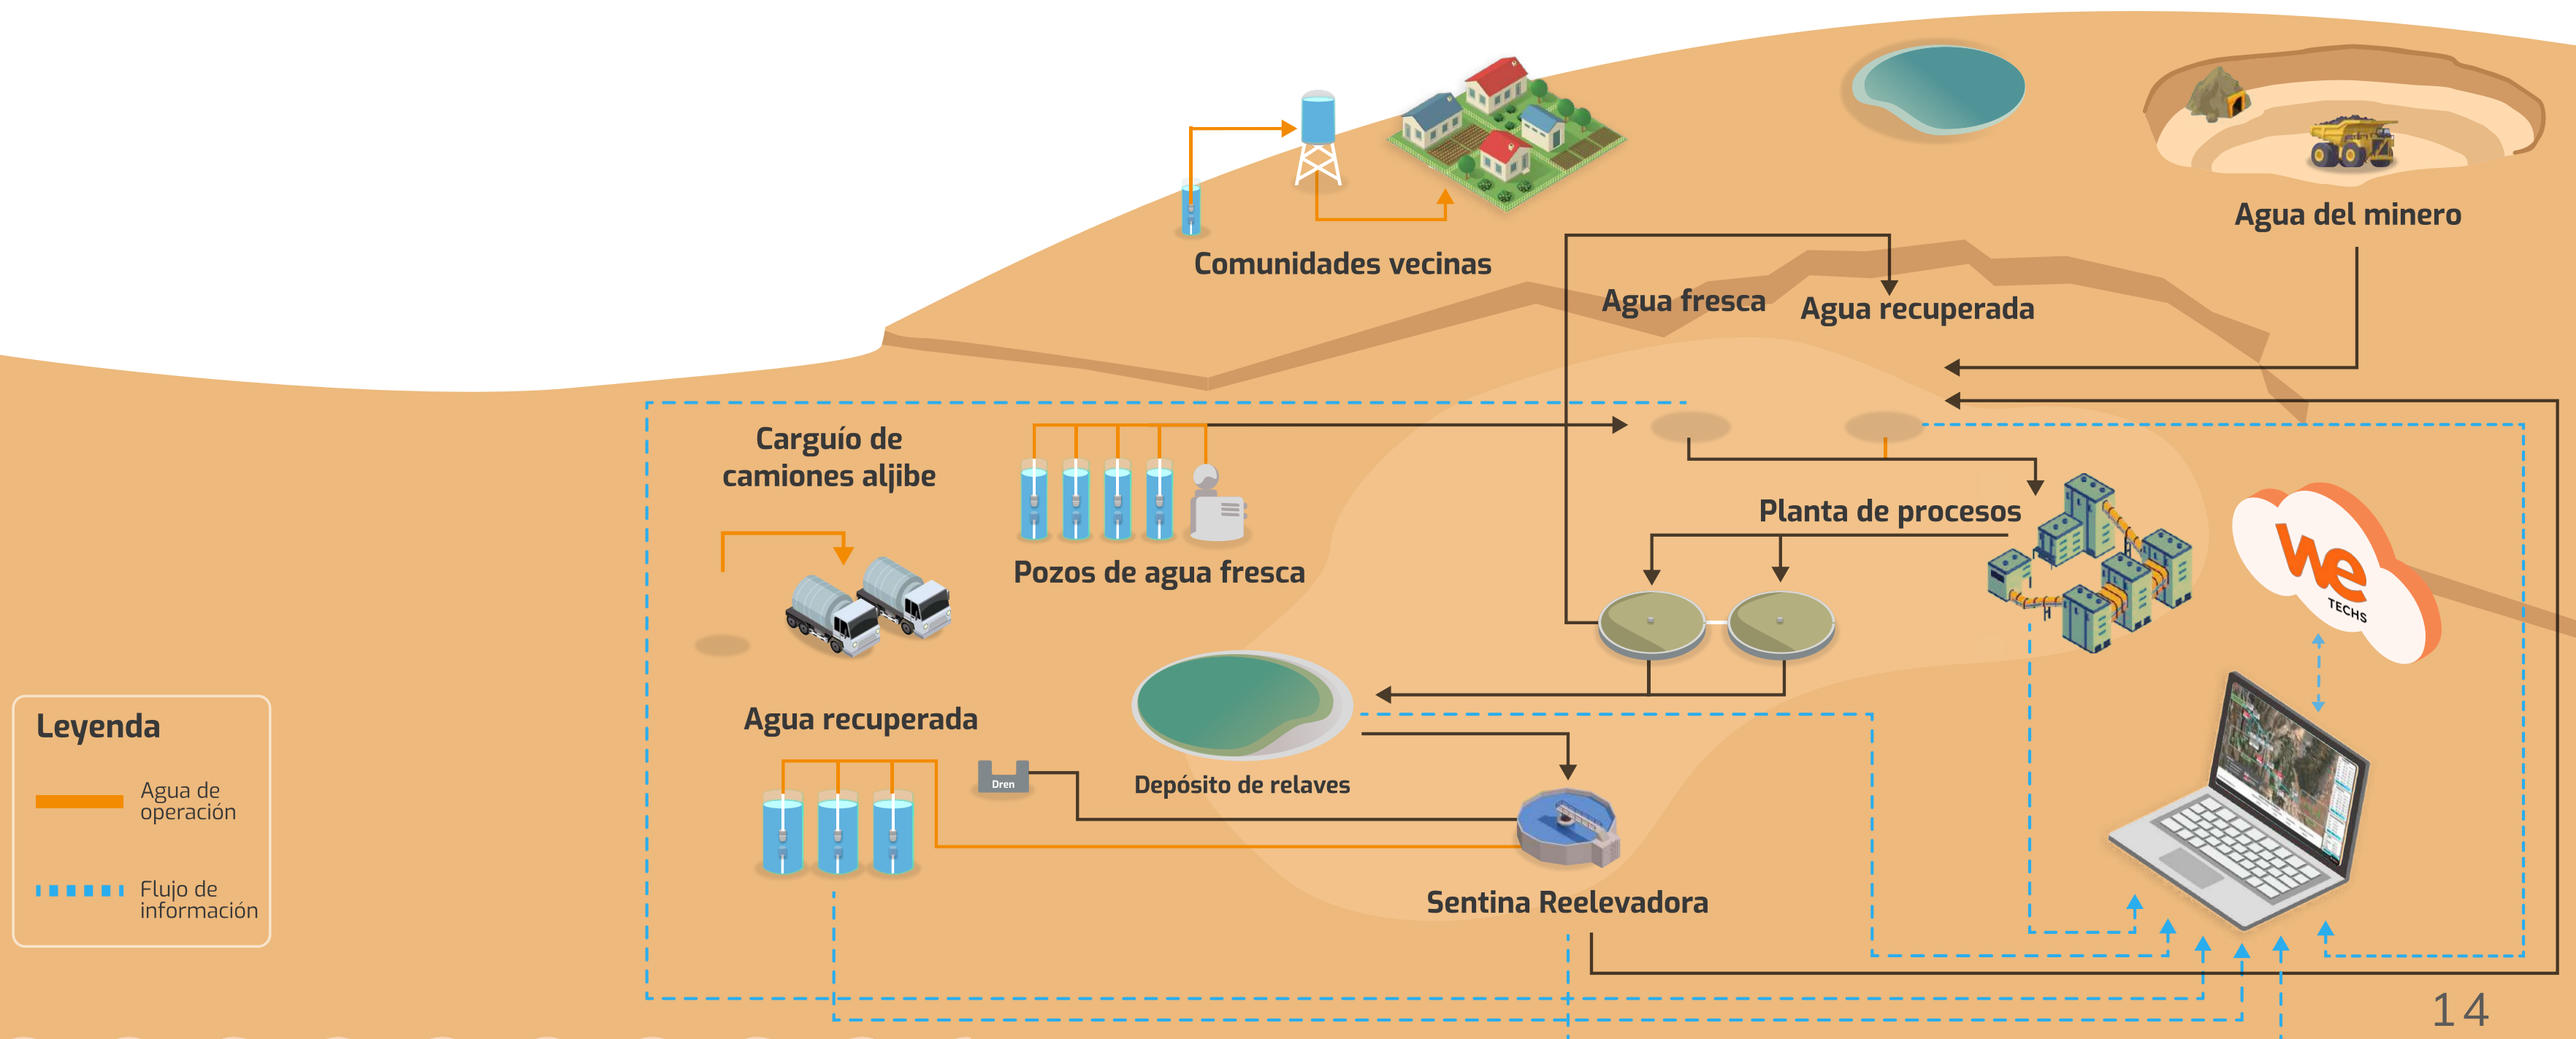 Agua del minero
Comunidades vecinas
Agua fresca
Agua recuperada
Carguío de
camiones aljibe
Planta de procesos
Pozos de agua fresca
we
TECHS
Leyenda
Agua de
operación
Flujo de
información
Agua recuperada
Dren
Depósito de relaves
Sentina Reelevadora
14